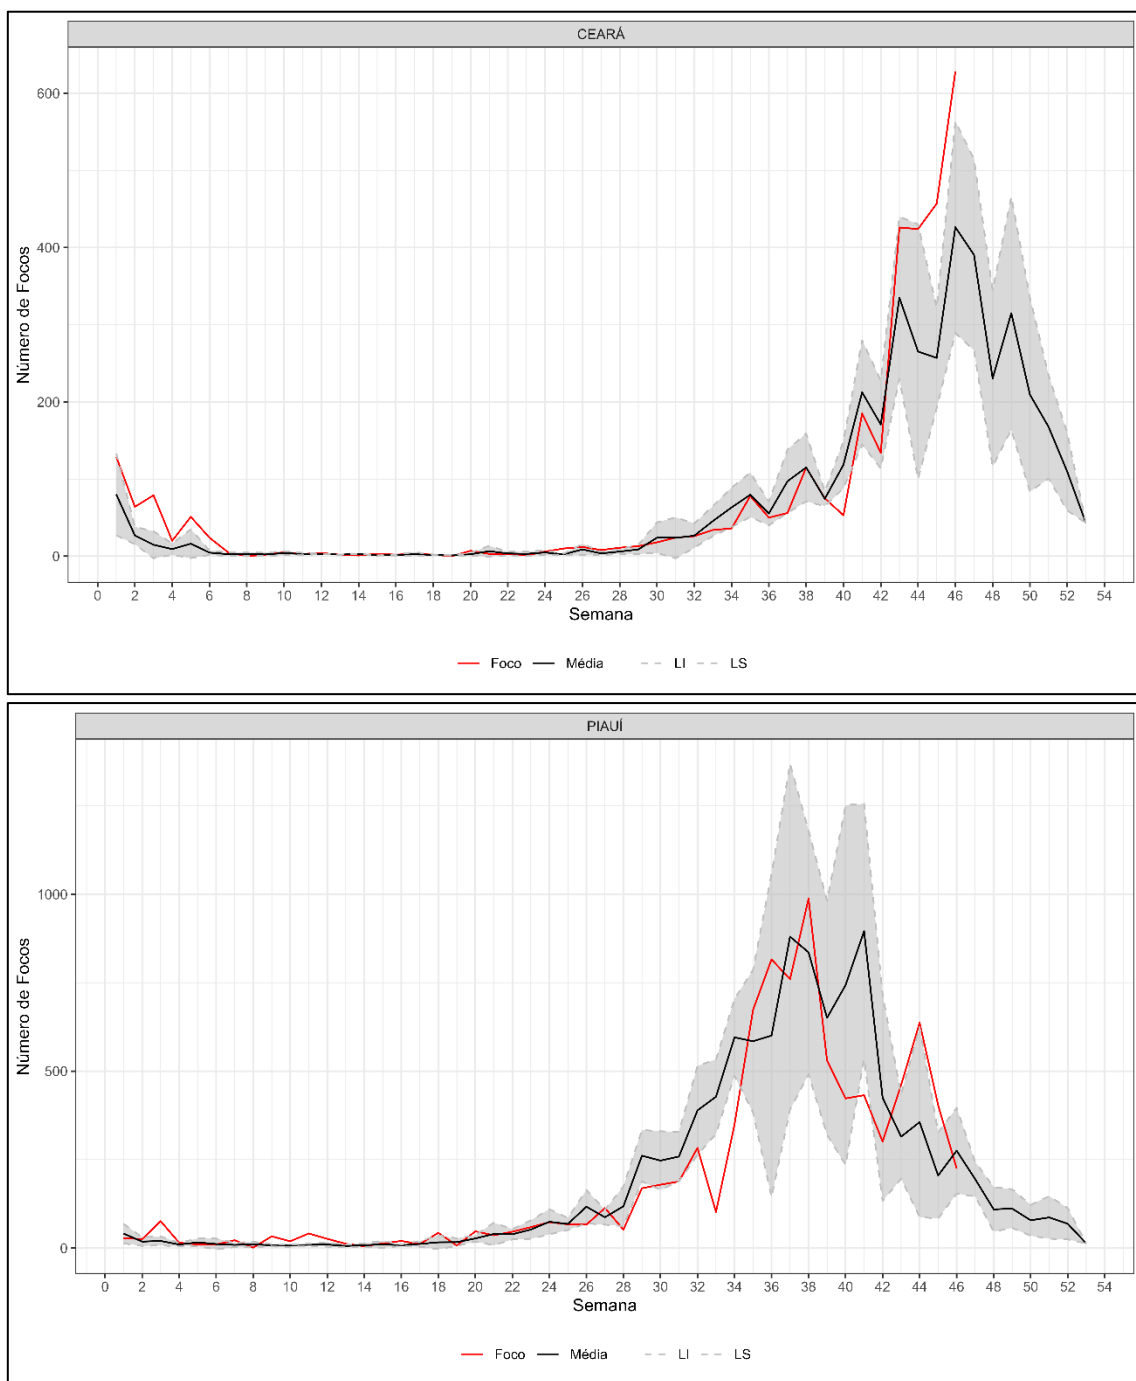 CEARÁ
600
400
200
0
Número de Focos
0 2 4 6 8 10 12 14 16 18 20 22 24 26 28 30 32 34 36 38 40 42 44 46 48 50 52 54
Semana
Foco Média LI LS
PIAUÍ
1000
500
0
Número de Focos
0 2 4 6 8 10 12 14 16 18 20 22 24 26 28 30 32 34 36 38 40 42 44 46 48 50 52 54
Semana
Foco Média LI LS